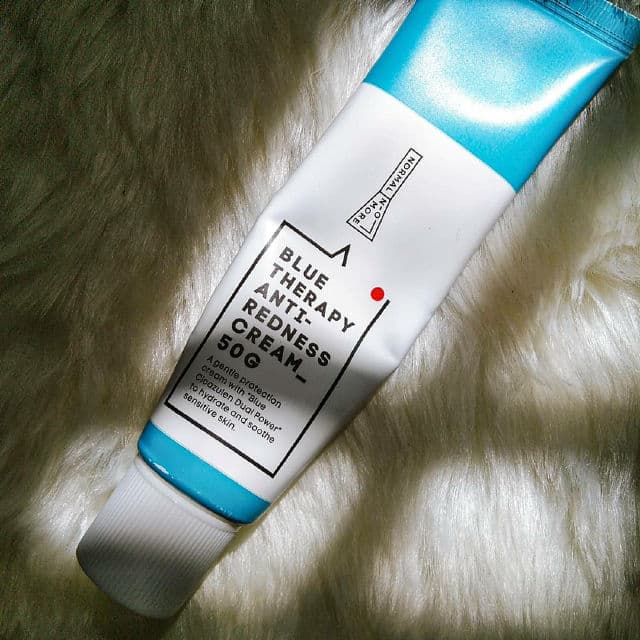 NORMAL NO MORE
BLUE
THERAPY
ANTI-
REDNESS
CREAM_
50G
A gentle protection
cream with "Blue
Cicazulen Dual Power"
to hydrate and soothe
sensitive skin.